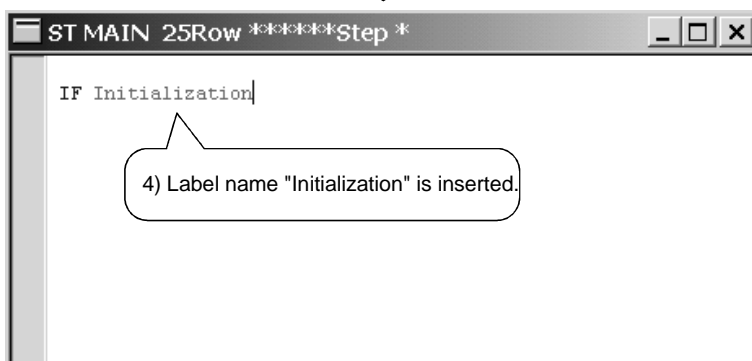 ST MAIN 25Row ******Step *
IF Initialization
4) Label name "Initialization" is inserted.